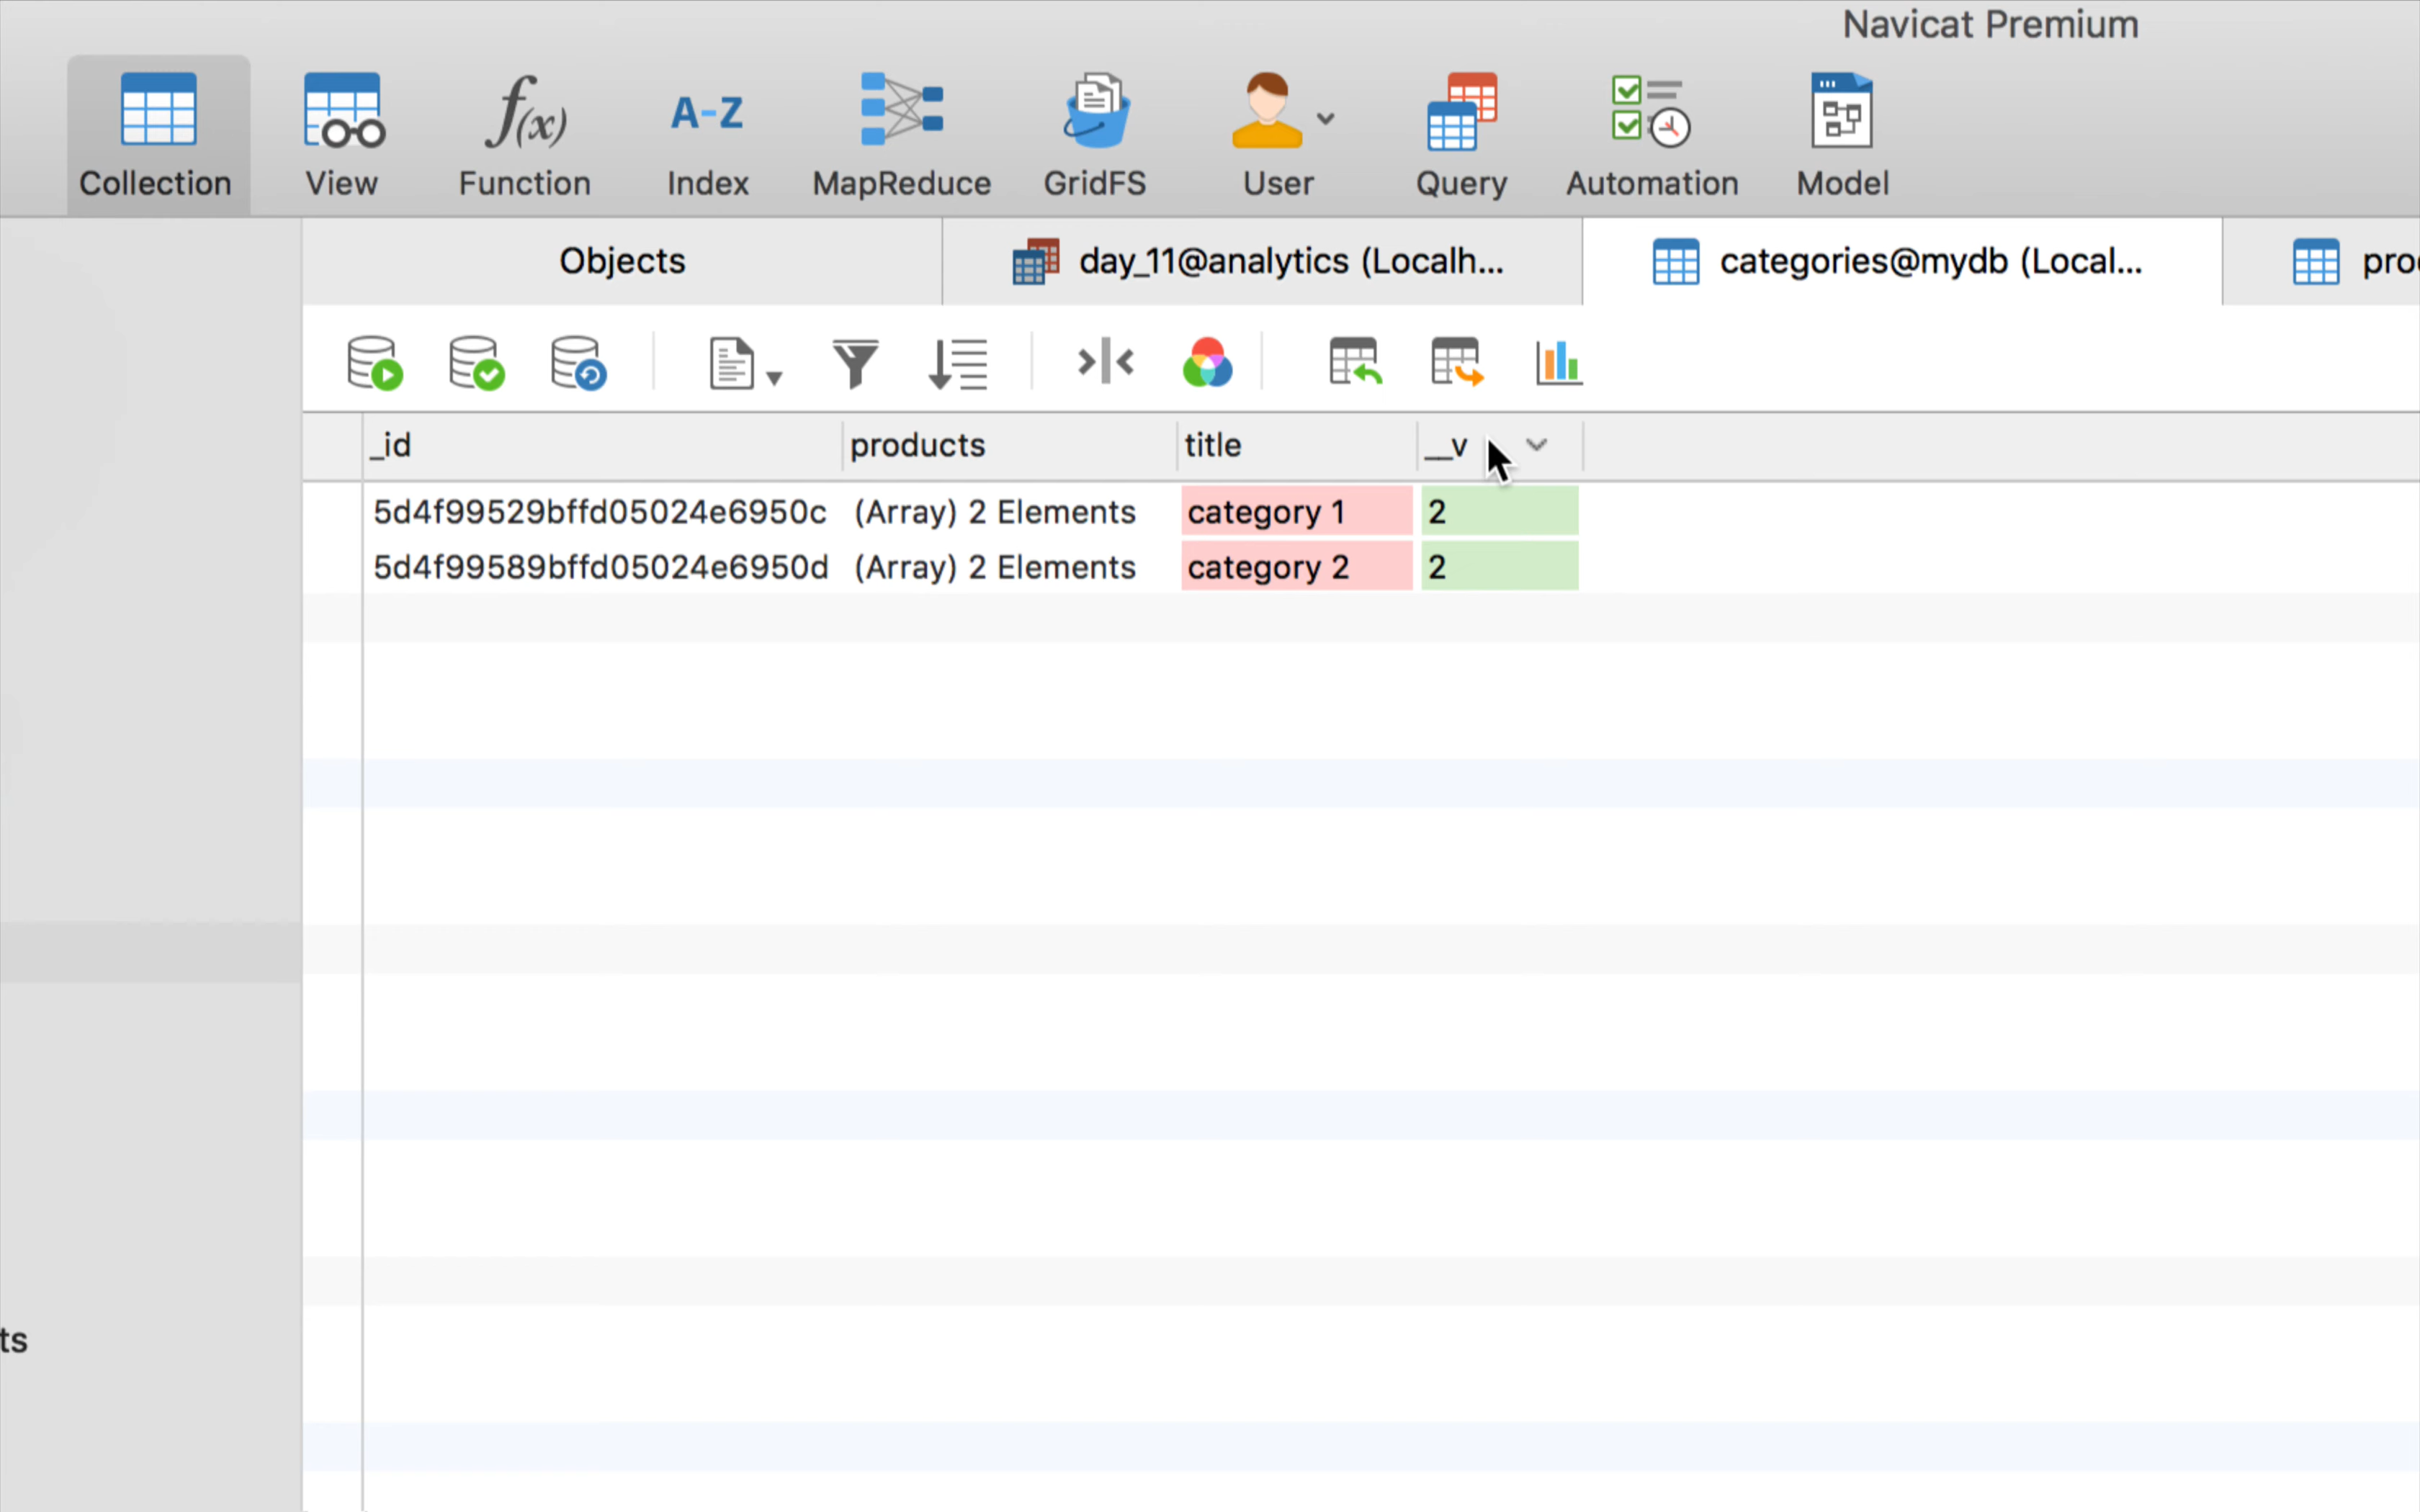 Navicat Premium
Collection View Function Index MapReduce GridFS User Query Automation Model
f(x) A-Z
Objects day_11@analytics (Localh... categories@mydb (Local... pro
_id products title __v
5d4f99529bffd05024e6950c (Array) 2 Elements category 1 2
5d4f99589bffd05024e6950d (Array) 2 Elements category 2 2
ts